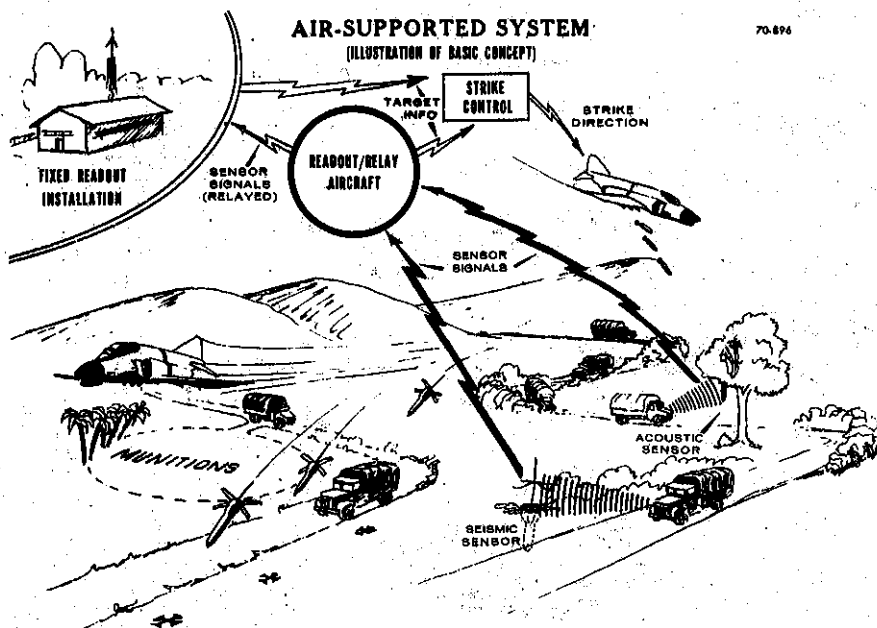 AIR-SUPPORTED SYSTEM
(ILLUSTRATION OF BASIC CONCEPT)
70-896
STRIKE
CONTROL
TARGET
INFO
STRIKE
DIRECTION
READOUT/RELAY
AIRCRAFT
SENSOR
SIGNALS
(RELAYED)
FIXED READOUT
INSTALLATION
SENSOR
SIGNALS
MUNITIONS
ACOUSTIC
SENSOR
SEISMIC
SENSOR